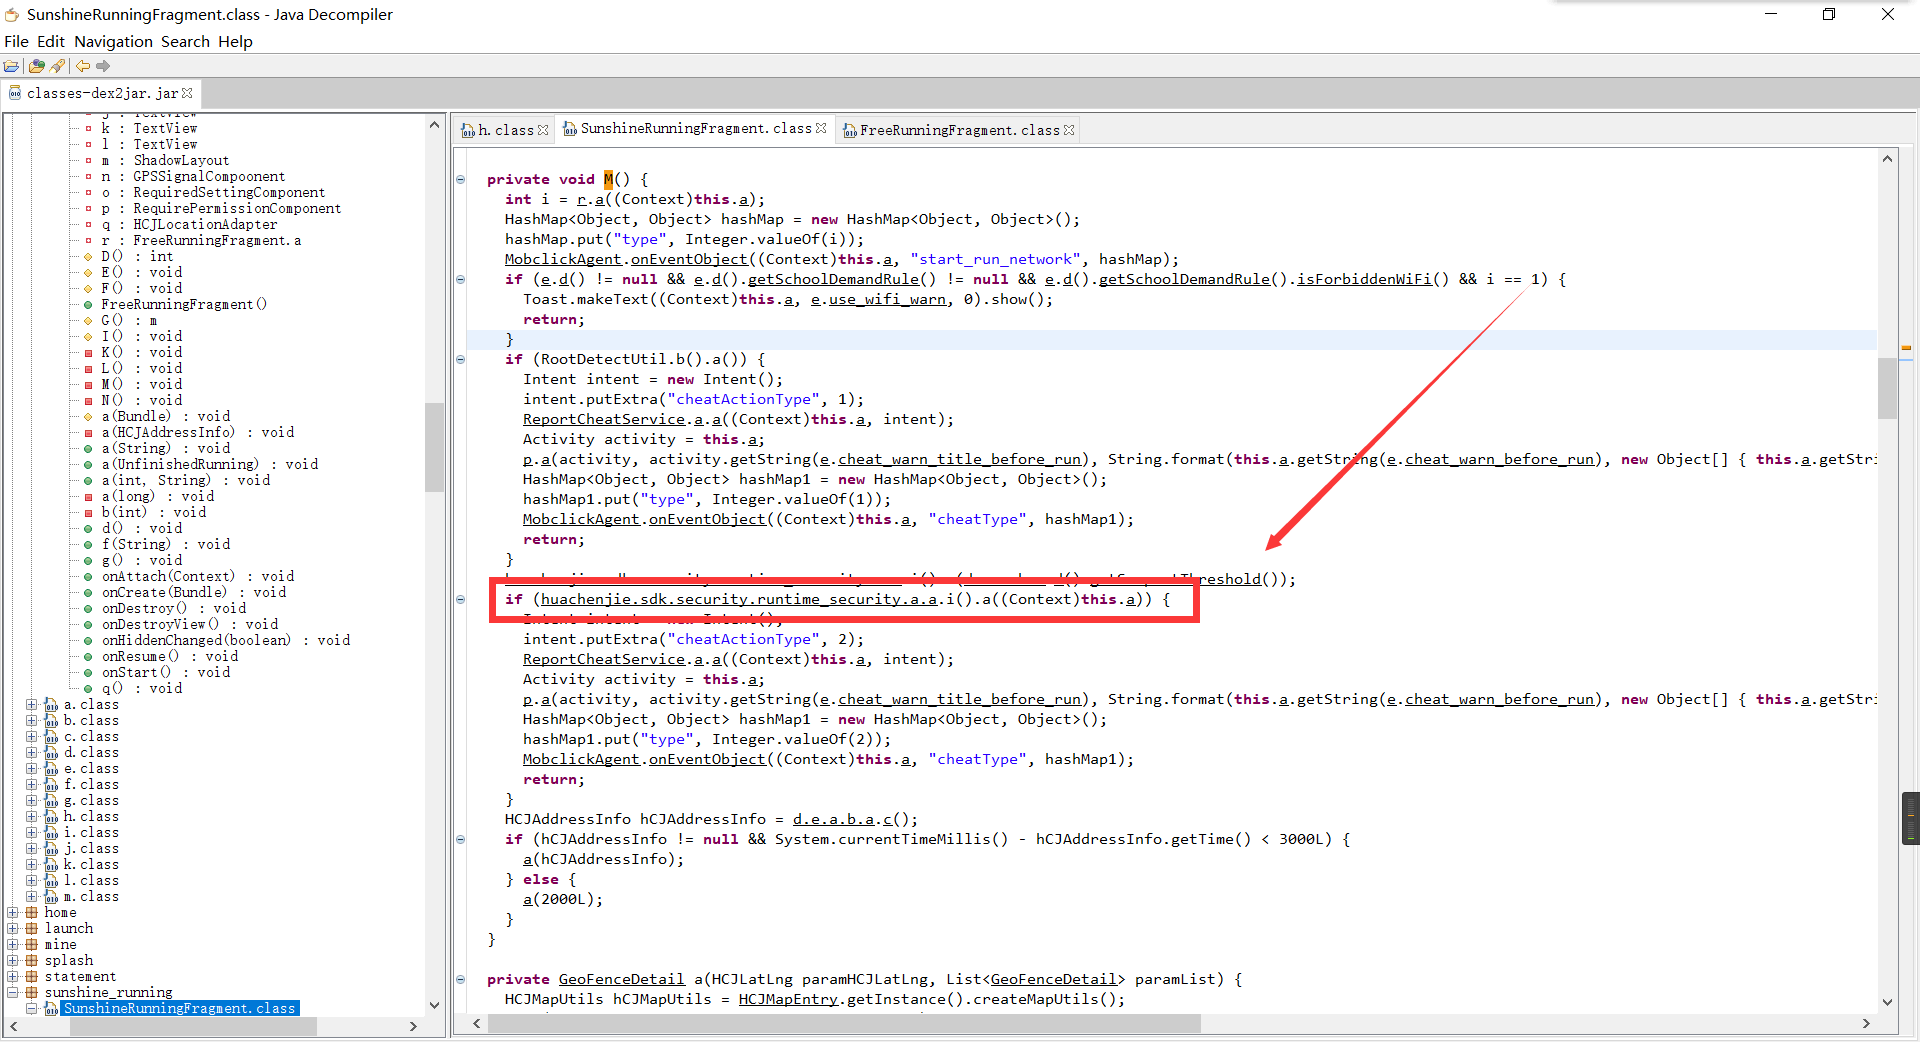 SunshineRunningFragment.class - Java Decompiler
File Edit Navigation Search Help
classes-dex2jar.jar
j : TextView
k : TextView
l : TextView
m : ShadowLayout
n : GPSSignalCompoonent
o : RequiredSettingComponent
p : RequirePermissionComponent
q : HCJLocationAdapter
r : FreeRunningFragment.a
D() : int
E() : void
F() : void
FreeRunningFragment()
G() : m
I() : void
K() : void
L() : void
M() : void
N() : void
a(Bundle) : void
a(HCJAddressInfo) : void
a(String) : void
a(UnfinishedRunning) : void
a(int, String) : void
a(long) : void
b(int) : void
d() : void
f(String) : void
g() : void
onAttach(Context) : void
onCreate(Bundle) : void
onDestroy() : void
onDestroyView() : void
onHiddenChanged(boolean) : void
onResume() : void
onStart() : void
q() : void
a.class
b.class
c.class
d.class
e.class
f.class
g.class
h.class
i.class
j.class
k.class
l.class
m.class
home
launch
mine
splash
statement
sunshine_running
SunshineRunningFragment.class
h.class SunshineRunningFragment.class FreeRunningFragment.class
private void M() {
int i = r.a((Context)this.a);
HashMap<Object, Object> hashMap = new HashMap<Object, Object>();
hashMap.put("type", Integer.valueOf(i));
MobclickAgent.onEventObject((Context)this.a, "start_run_network", hashMap);
if (e.d() != null && e.d().getSchoolDemandRule() != null && e.d().getSchoolDemandRule().isForbiddenWiFi() && i == 1) {
Toast.makeText((Context)this.a, e.use_wifi_warn, 0).show();
return;
}
if (RootDetectUtil.b().a()) {
Intent intent = new Intent();
intent.putExtra("cheatActionType", 1);
ReportCheatService.a.a((Context)this.a, intent);
Activity activity = this.a;
p.a(activity, activity.getString(e.cheat_warn_title_before_run), String.format(this.a.getString(e.cheat_warn_before_run), new Object[] { this.a.getStri
HashMap<Object, Object> hashMap1 = new HashMap<Object, Object>();
hashMap1.put("type", Integer.valueOf(1));
MobclickAgent.onEventObject((Context)this.a, "cheatType", hashMap1);
return;
}
Threshold());
if (huachenjie.sdk.security.runtime_security.a.a.i().a((Context)this.a)) {
Intent intent = new Intent();
intent.putExtra("cheatActionType", 2);
ReportCheatService.a.a((Context)this.a, intent);
Activity activity = this.a;
p.a(activity, activity.getString(e.cheat_warn_title_before_run), String.format(this.a.getString(e.cheat_warn_before_run), new Object[] { this.a.getStri
HashMap<Object, Object> hashMap1 = new HashMap<Object, Object>();
hashMap1.put("type", Integer.valueOf(2));
MobclickAgent.onEventObject((Context)this.a, "cheatType", hashMap1);
return;
}
HCJAddressInfo hCJAddressInfo = d.e.a.b.a.c();
if (hCJAddressInfo != null && System.currentTimeMillis() - hCJAddressInfo.getTime() < 3000L) {
a(hCJAddressInfo);
} else {
a(2000L);
}
}
private GeoFenceDetail a(HCJLatLng paramHCJLatLng, List<GeoFenceDetail> paramList) {
HCJMapUtils hCJMapUtils = HCJMapEntry.getInstance().createMapUtils();